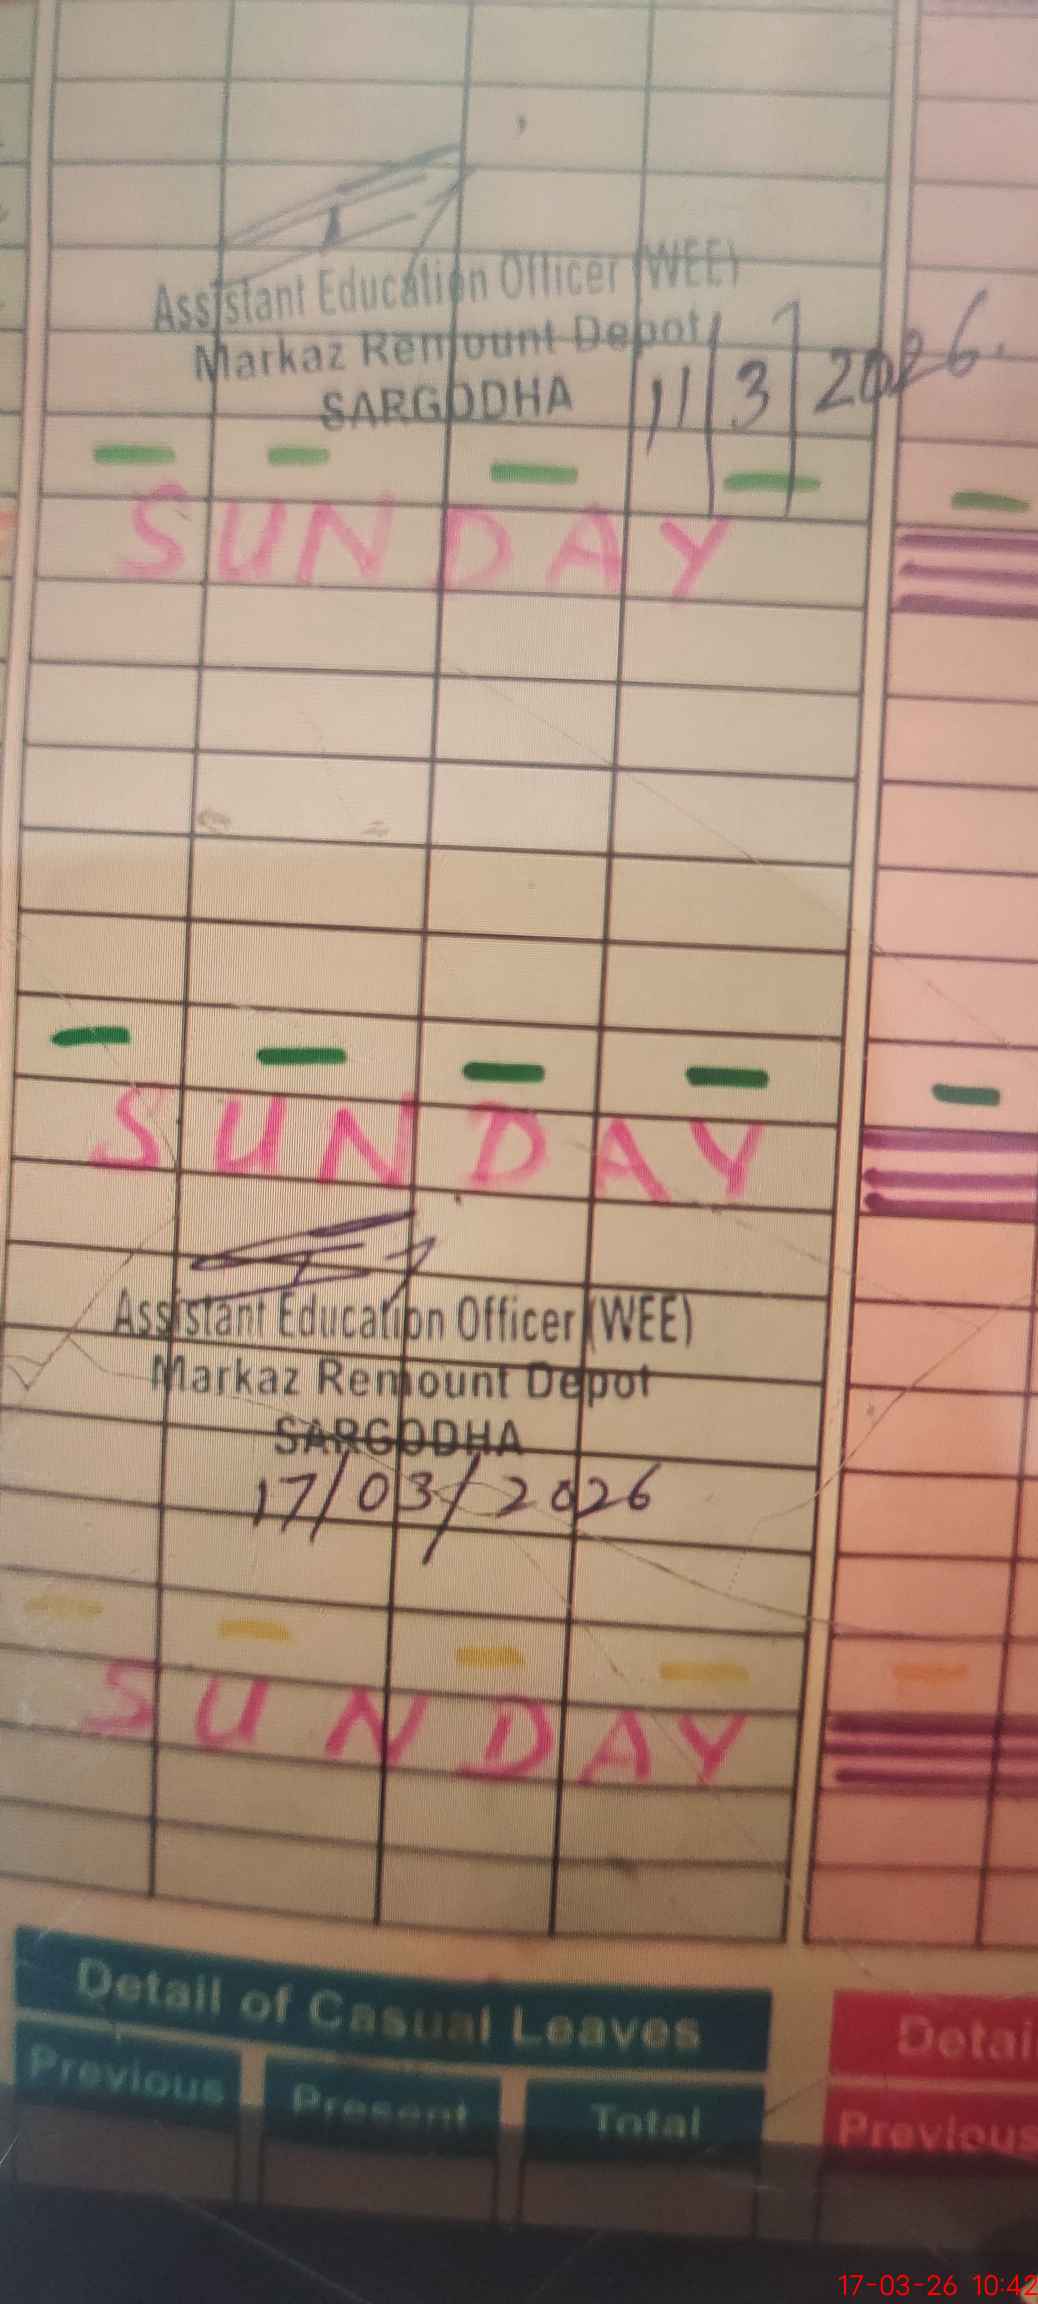 Assistant Education Officer (WEE)
Markaz Remount Depot
SARGODHA
11/3/2026.
SUNDAY
SUNDAY
Assistant Education Officer (WEE)
Markaz Remount Depot
SARGODHA
17/03/2026
SUNDAY
Detail of Casual Leaves
Previous Present Total
Detai
Previous
17-03-26 10:42